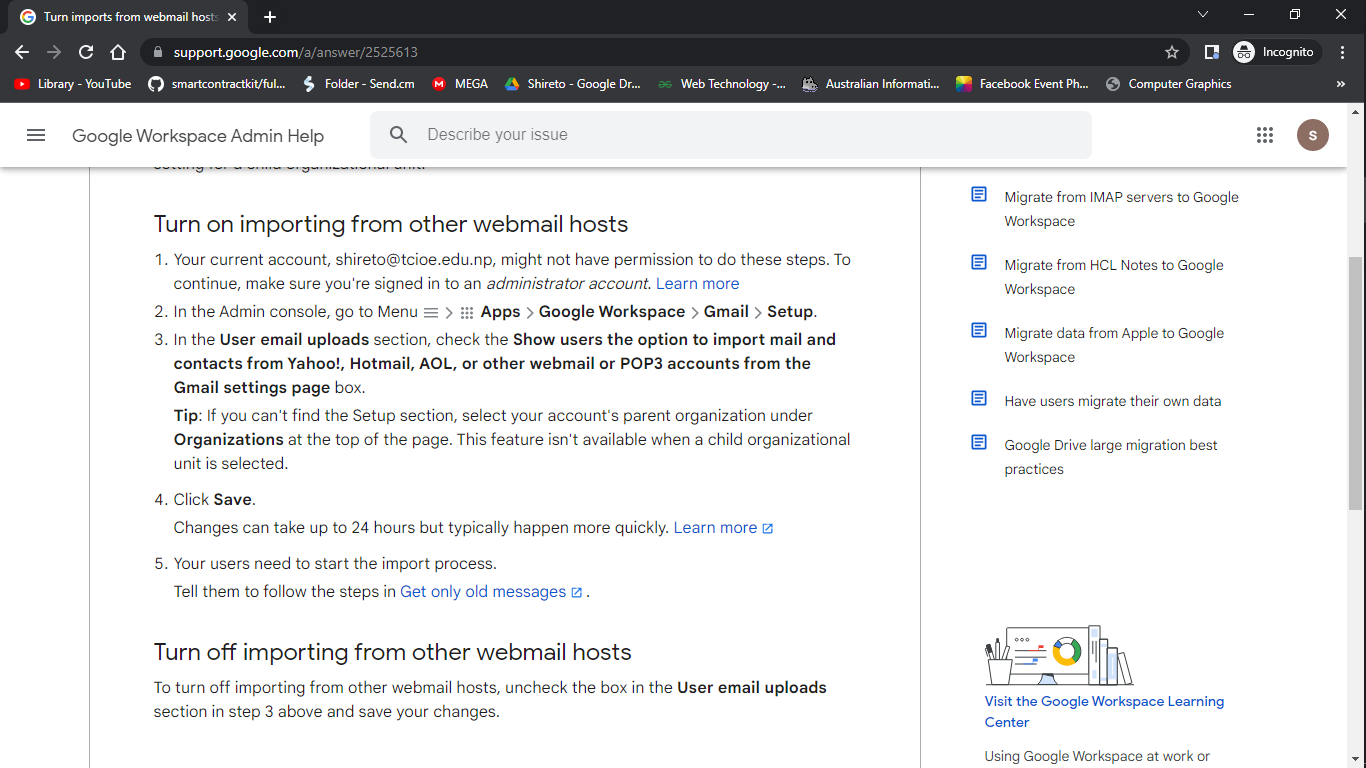 Turn imports from webmail hosts
support.google.com/a/answer/2525613
Incognito
Library - YouTube
smartcontractkit/ful...
Folder - Send.cm
MEGA
Shireto - Google Dr...
Web Technology -...
Australian Informati...
Facebook Event Ph...
Computer Graphics
»
Google Workspace Admin Help
Describe your issue
S
setting for a child organizational unit.
Turn on importing from other webmail hosts
1. Your current account, shireto@tcioe.edu.np, might not have permission to do these steps. To
continue, make sure you're signed in to an administrator account. Learn more
2. In the Admin console, go to Menu > Apps > Google Workspace > Gmail > Setup.
3. In the User email uploads section, check the Show users the option to import mail and
contacts from Yahoo!, Hotmail, AOL, or other webmail or POP3 accounts from the
Gmail settings page box.
Tip: If you can't find the Setup section, select your account's parent organization under
Organizations at the top of the page. This feature isn't available when a child organizational
unit is selected.
4. Click Save.
Changes can take up to 24 hours but typically happen more quickly. Learn more
5. Your users need to start the import process.
Tell them to follow the steps in Get only old messages .
Turn off importing from other webmail hosts
To turn off importing from other webmail hosts, uncheck the box in the User email uploads
section in step 3 above and save your changes.
Migrate from IMAP servers to Google
Workspace
Migrate from HCL Notes to Google
Workspace
Migrate data from Apple to Google
Workspace
Have users migrate their own data
Google Drive large migration best
practices
Visit the Google Workspace Learning
Center
Using Google Workspace at work or